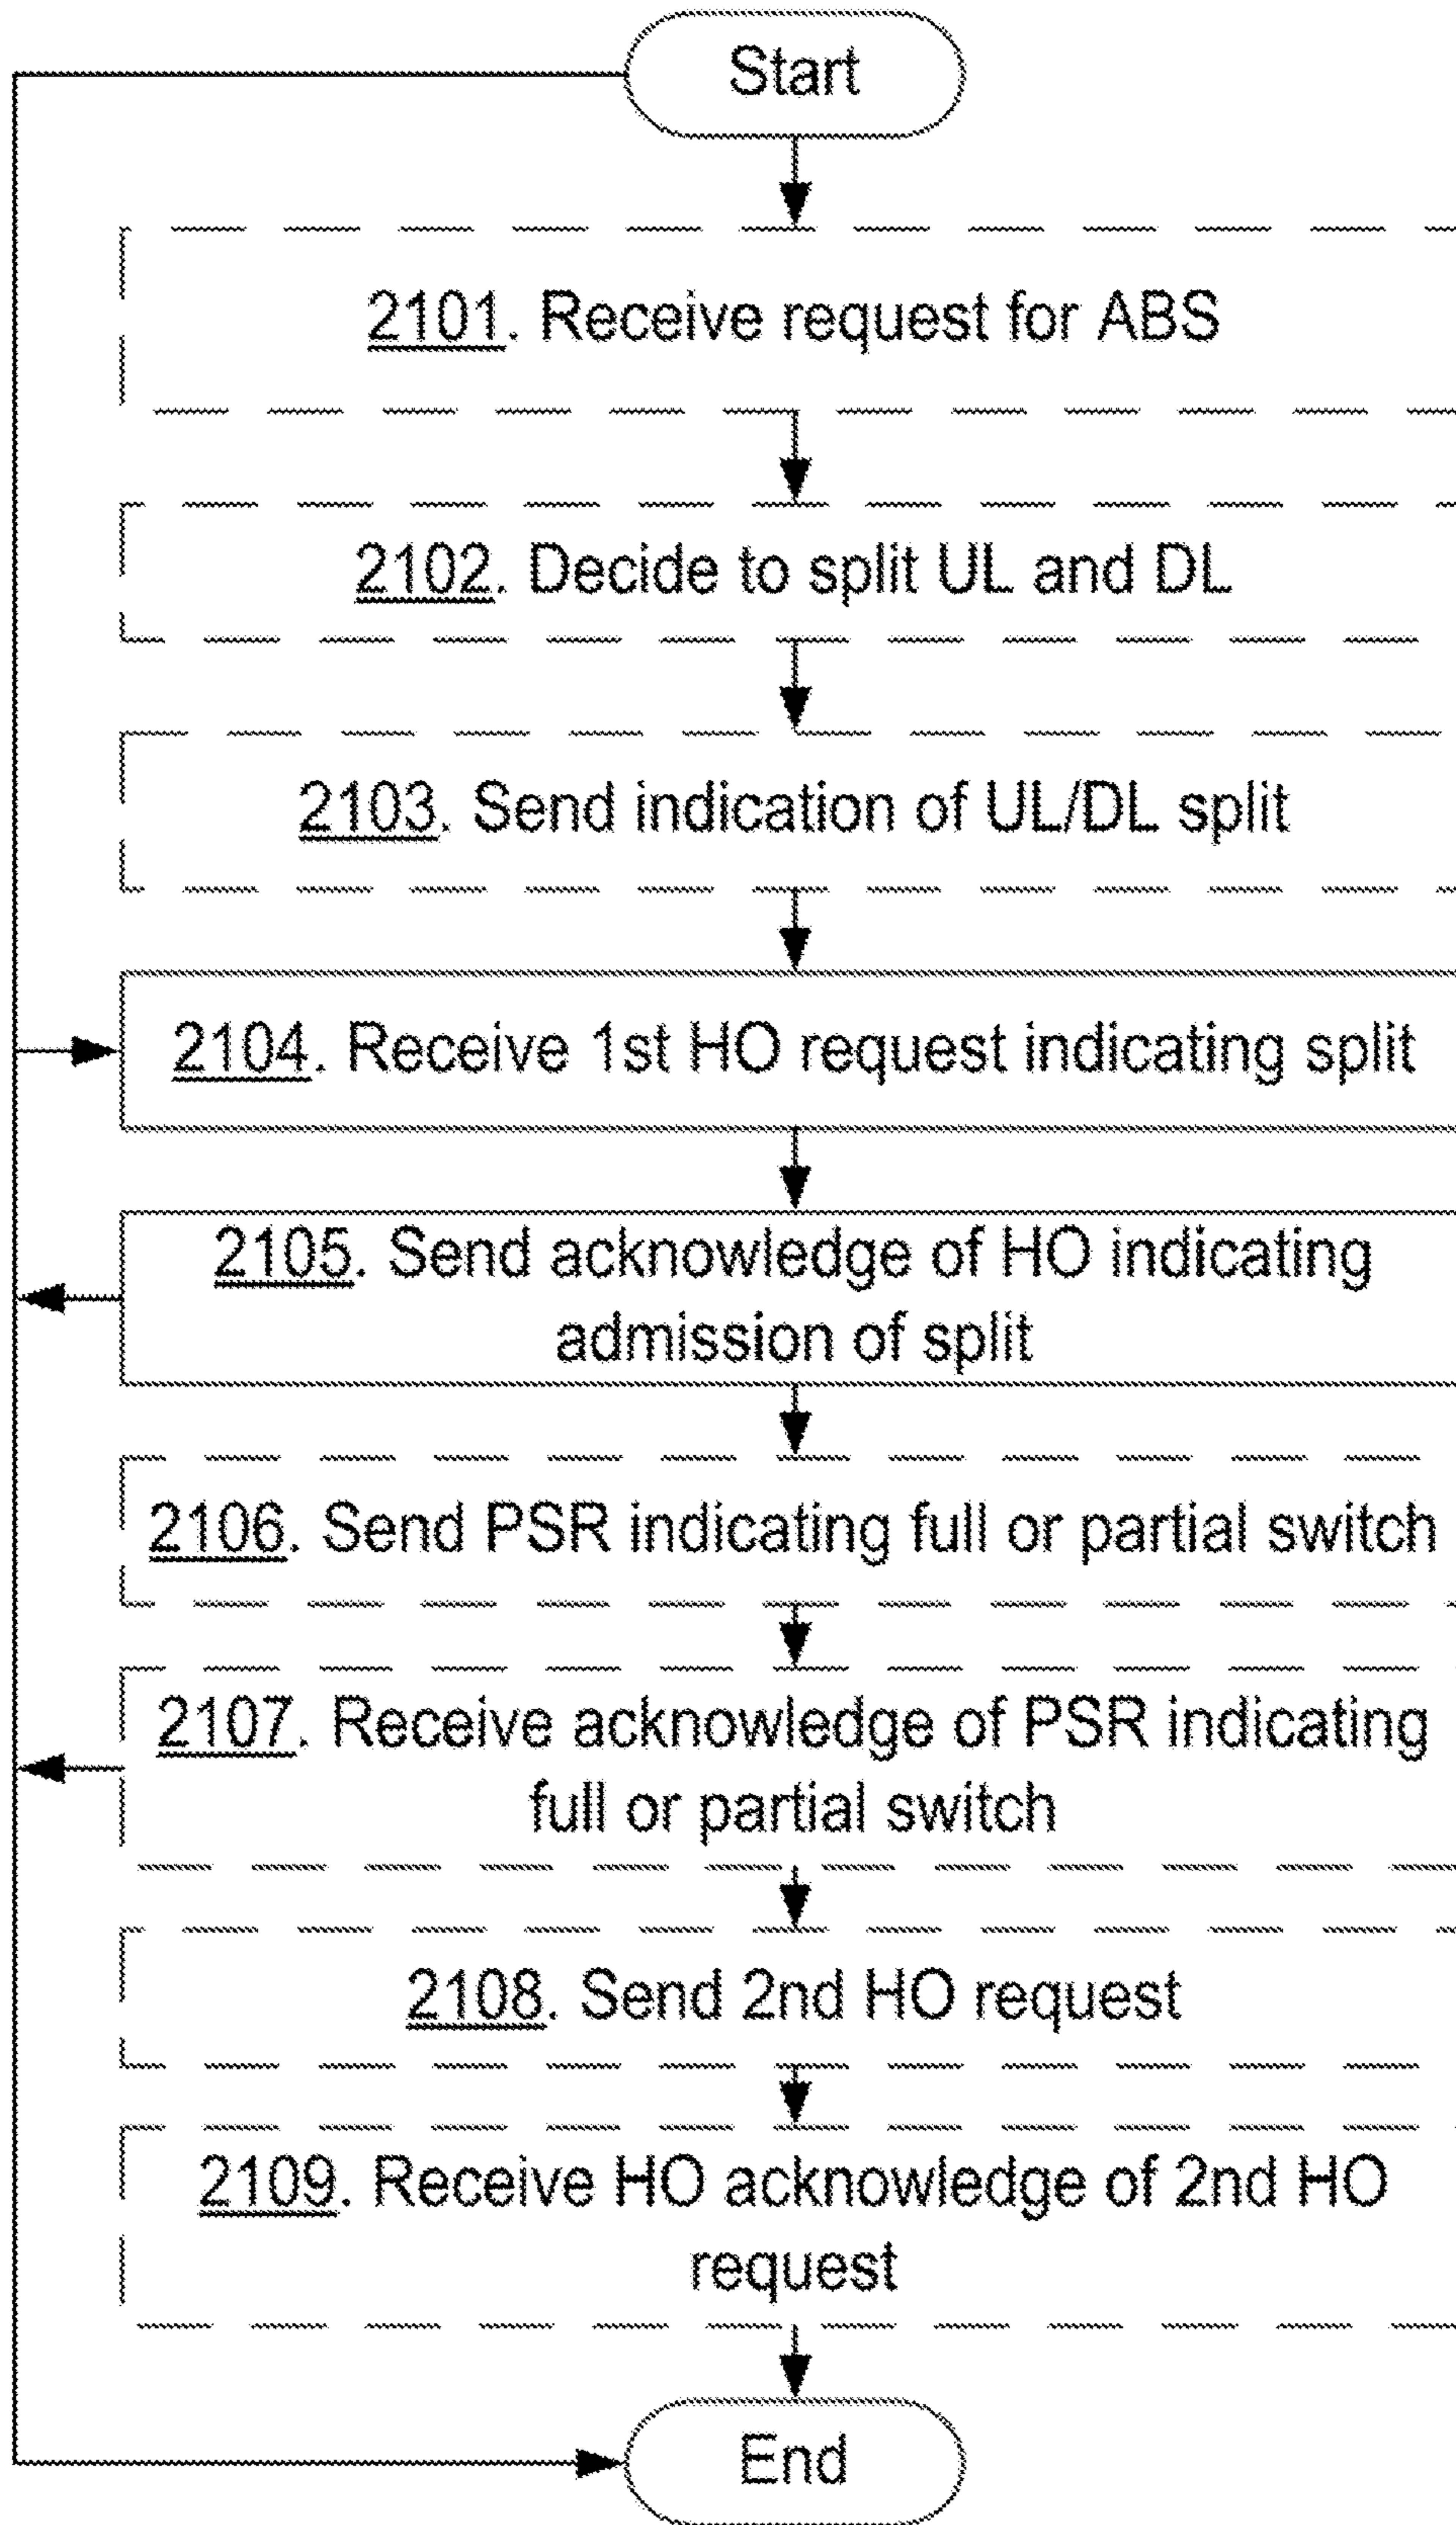 Start
2101. Receive request for ABS
2102. Decide to split UL and DL
2103. Send indication of UL/DL split
2104. Receive 1st HO request indicating split
2105. Send acknowledge of HO indicating
admission of split
2106. Send PSR indicating full or partial switch
2107. Receive acknowledge of PSR indicating
full or partial switch
2108. Send 2nd HO request
2109. Receive HO acknowledge of 2nd HO
request
End